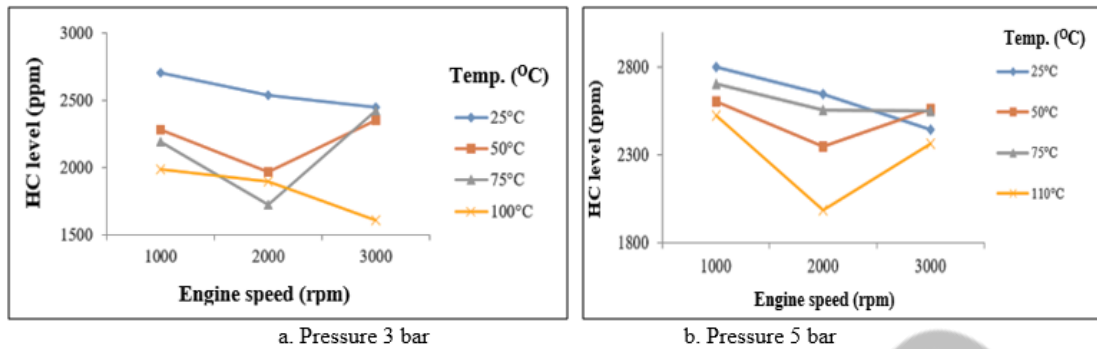 3000
2500
2000
1500
HC level (ppm)
1000 2000 3000
Engine speed (rpm)
Temp. (⁰C)
25°C
50°C
75°C
100°C
a. Pressure 3 bar
2800
2300
1800
HC level (ppm)
1000 2000 3000
Engine speed (rpm)
Temp. (⁰C)
25°C
50°C
75°C
110°C
b. Pressure 5 bar